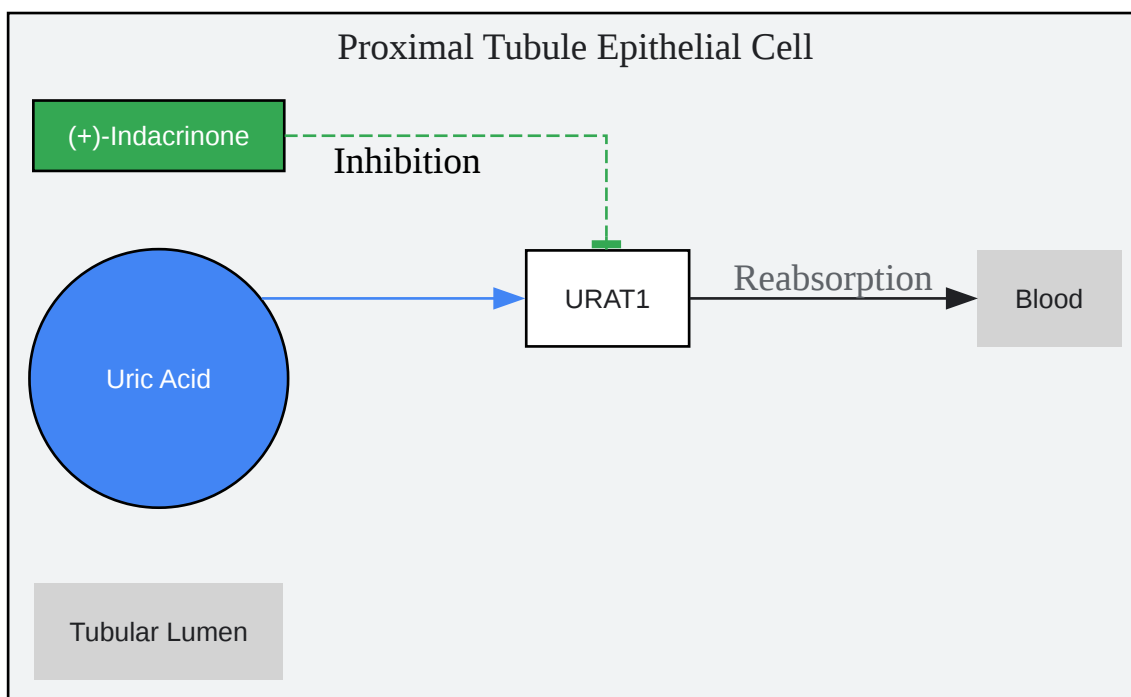 Proximal Tubule Epithelial Cell
(+)-Indacrinone
Inhibition
Reabsorption
URAT1
Blood
Uric Acid
Tubular Lumen